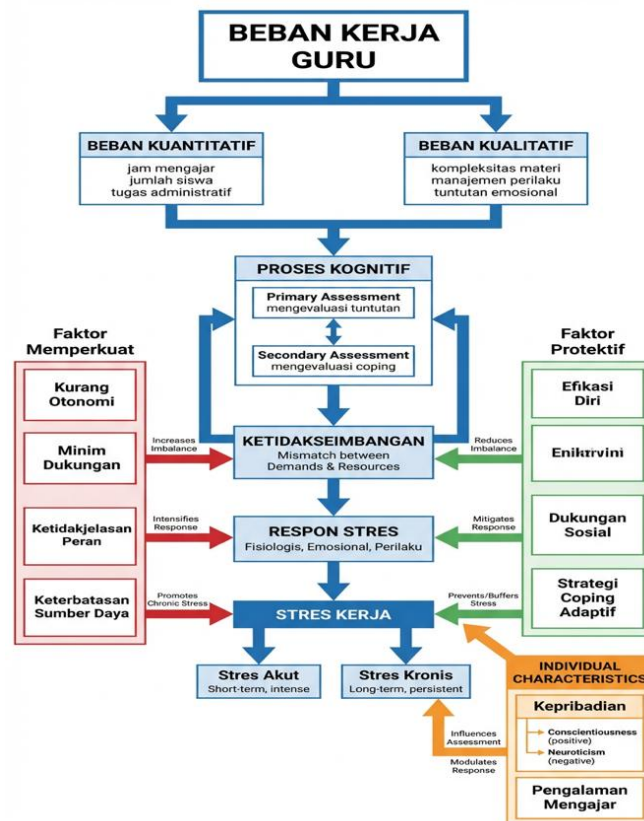 BEBAN KERJA
GURU
BEBAN KUANTITATIF
jam mengajar
jumlah siswa
tugas administratif
BEBAN KUALITATIF
kompleksitas materi
manajemen perilaku
tuntutan emosional
PROSES KOGNITIF
Primary Assessment
mengevaluasi tuntutan
Secondary Assessment
mengevaluasi coping
Faktor
Memperkuat
Kurang
Otonomi
Minim
Dukungan
Ketidakjelasan
Peran
Keterbatasan
Sumber Daya
Increases
Imbalance
Intensifies
Response
Promotes
Chronic Stress
KETIDAKSEIMBANGAN
Mismatch between
Demands & Resources
RESPON STRES
Fisiologis, Emosional, Perilaku
STRES KERJA
Stres Akut
Short-term, intense
Stres Kronis
Long-term, persistent
Reduces
Imbalance
Mitigates
Response
Prevents/Buffers
Stress
Faktor
Protektif
Efikasi
Diri
Dukungan
Sosial
Strategi
Coping
Adaptif
INDIVIDUAL
CHARACTERISTICS
Kepribadian
Conscientiousness
(positive)
Neuroticism
(negative)
Pengalaman
Mengajar
Influences
Assessment
Modulates
Response